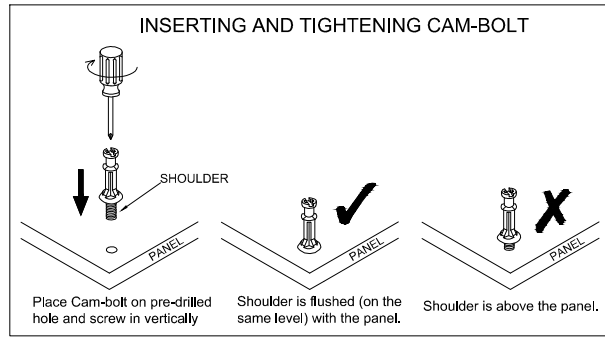 INSERTING AND TIGHTENING CAM-BOLT
SHOULDER
PANEL
PANEL
PANEL
Place Cam-bolt on pre-drilled
hole and screw in vertically
Shoulder is flushed (on the
same level) with the panel.
Shoulder is above the panel.